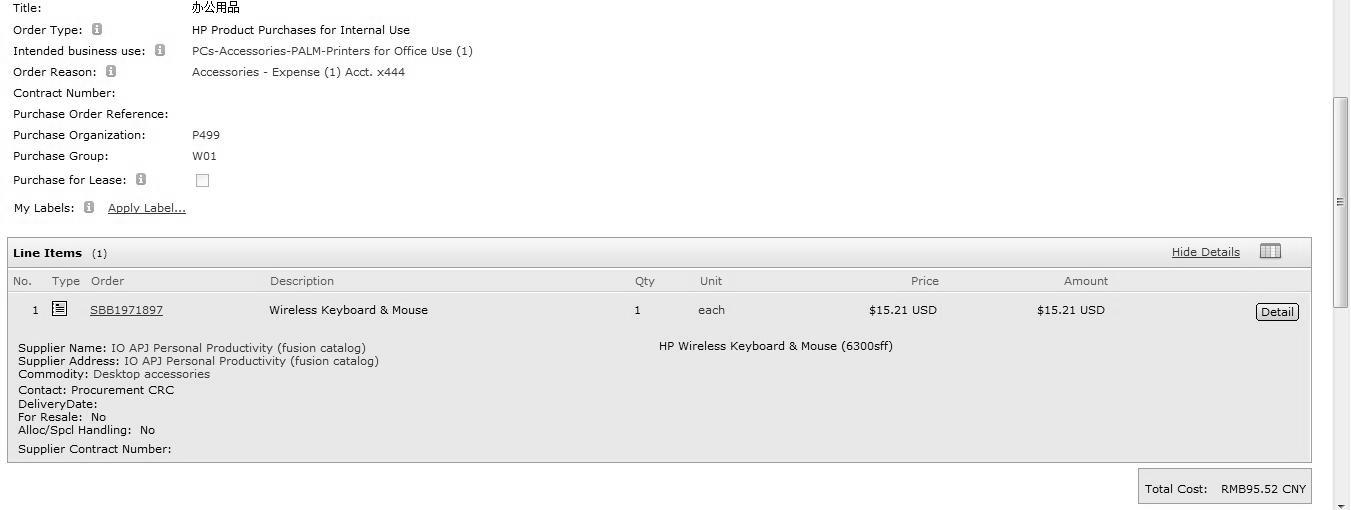 Title: 办公用品
Order Type: HP Product Purchases for Internal Use
Intended business use: PCs-Accessories-PALM-Printers for Office Use (1)
Order Reason: Accessories - Expense (1) Acct. x444
Contract Number:
Purchase Order Reference:
Purchase Organization: P499
Purchase Group: W01
Purchase for Lease:
My Labels: Apply Label...
Line Items (1) Hide Details
No. Type Order Description Qty Unit Price Amount
1 SBB1971897 Wireless Keyboard & Mouse 1 each $15.21 USD $15.21 USD Detail
Supplier Name: IO APJ Personal Productivity (fusion catalog) HP Wireless Keyboard & Mouse (6300sff)
Supplier Address: IO APJ Personal Productivity (fusion catalog)
Commodity: Desktop accessories
Contact: Procurement CRC
DeliveryDate:
For Resale: No
Alloc/Spcl Handling: No
Supplier Contract Number:
Total Cost: RMB95.52 CNY